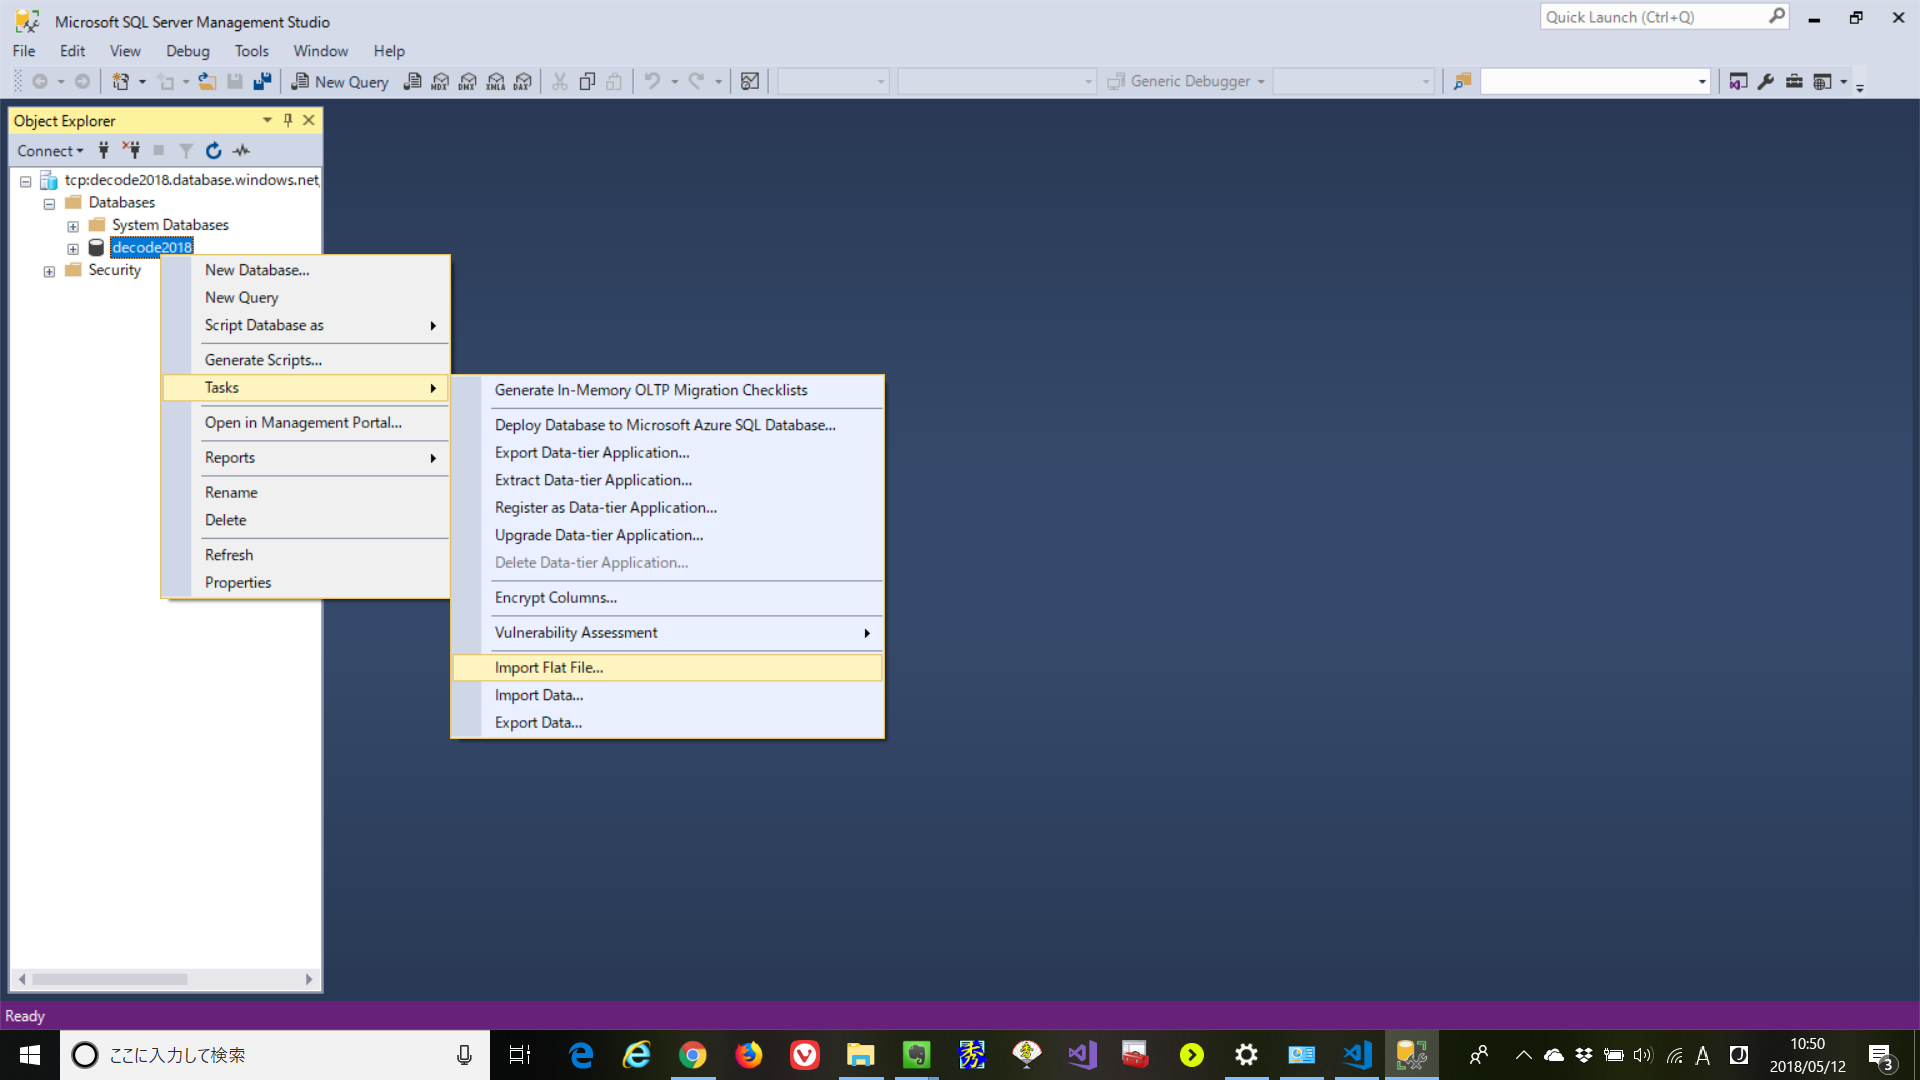 Microsoft SQL Server Management Studio
Quick Launch (Ctrl+Q)
File Edit View Debug Tools Window Help
New Query MDX DMX XMLA DAX Generic Debugger
Object Explorer
Connect
tcp:decode2018.database.windows.net,
Databases
System Databases
decode2018
Security
New Database...
New Query
Script Database as
Generate Scripts...
Tasks
Open in Management Portal...
Reports
Rename
Delete
Refresh
Properties
Generate In-Memory OLTP Migration Checklists
Deploy Database to Microsoft Azure SQL Database...
Export Data-tier Application...
Extract Data-tier Application...
Register as Data-tier Application...
Upgrade Data-tier Application...
Delete Data-tier Application...
Encrypt Columns...
Vulnerability Assessment
Import Flat File...
Import Data...
Export Data...
Ready
ここに入力して検索
秀
A
J
10:50
2018/05/12
3